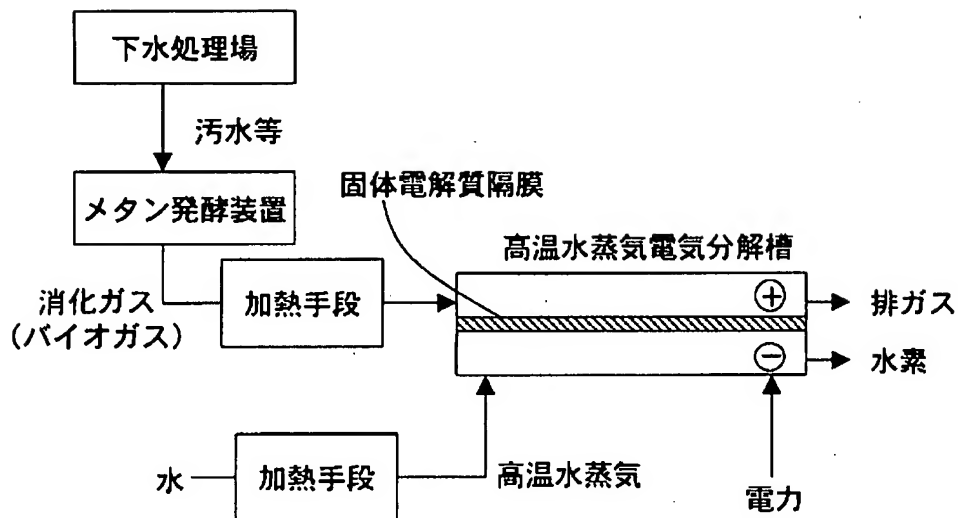 下水処理場
汚水等
メタン発酵装置
固体電解質隔膜
高温水蒸気電気分解槽
消化ガス
(バイオガス)
加熱手段
+
排ガス
−
水素
水
加熱手段
高温水蒸気
電力